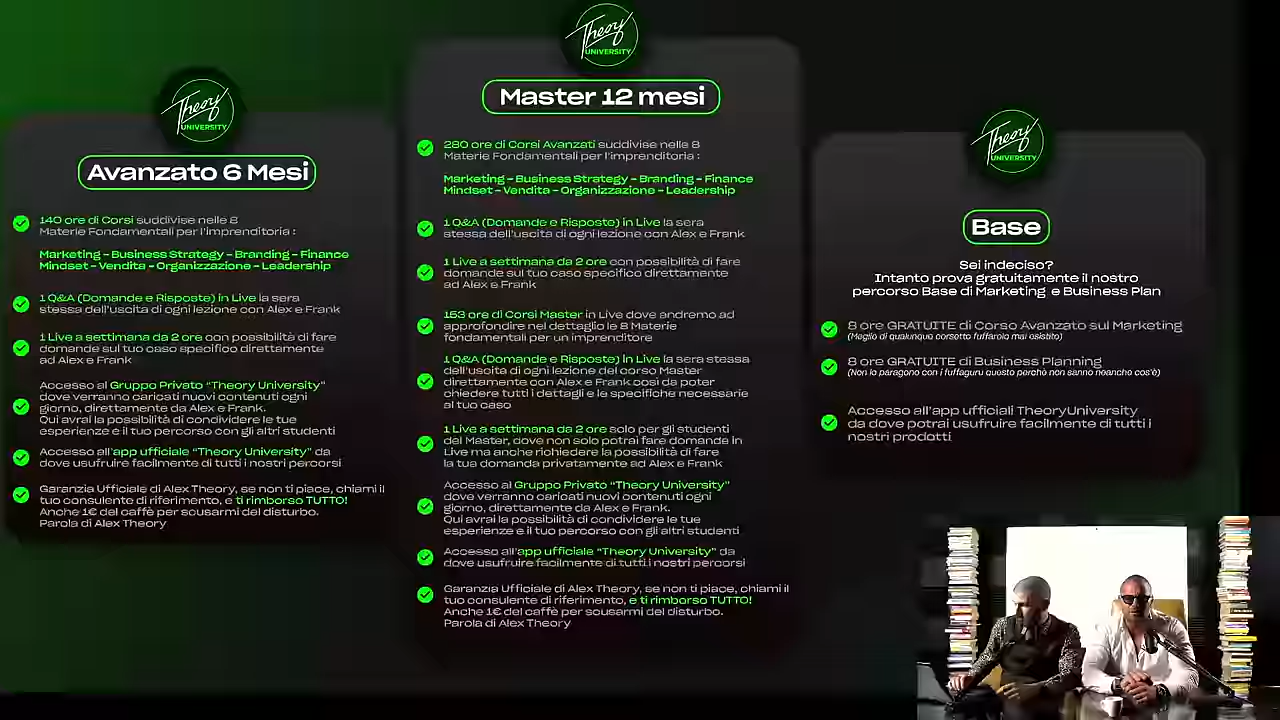 Theory
UNIVERSITY
Avanzato 6 Mesi
140 ore di Corsi suddivise nelle 8
Materie Fondamentali per l'imprenditoria :
Marketing - Business Strategy - Branding - Finance
Mindset - Vendita - Organizzazione - Leadership
1 Q&A (Domande e Risposte) in Live la sera
stessa dell'uscita di ogni lezione con Alex e Frank
1 Live a settimana da 2 ore con possibilità di fare
domande sul tuo caso specifico direttamente
ad Alex e Frank
Accesso al Gruppo Privato "Theory University"
dove verranno caricati nuovi contenuti ogni
giorno, direttamente da Alex e Frank.
Qui avrai la possibilità di condividere le tue
esperienze e il tuo percorso con gli altri studenti
Accesso all'app ufficiale "Theory University" da
dove usufruire facilmente di tutti i nostri percorsi
Garanzia Ufficiale di Alex Theory, se non ti piace, chiami il
tuo consulente di riferimento, e ti rimborso TUTTO!
Anche 1€ del caffè per scusarmi del disturbo.
Parola di Alex Theory
Theory
UNIVERSITY
Master 12 mesi
280 ore di Corsi Avanzati suddivise nelle 8
Materie Fondamentali per l'imprenditoria :
Marketing - Business Strategy - Branding - Finance
Mindset - Vendita - Organizzazione - Leadership
1 Q&A (Domande e Risposte) in Live la sera
stessa dell'uscita di ogni lezione con Alex e Frank
1 Live a settimana da 2 ore con possibilità di fare
domande sul tuo caso specifico direttamente
ad Alex e Frank
153 ore di Corsi Master in Live dove andremo ad
approfondire nel dettaglio le 8 Materie
fondamentali per un imprenditore
1 Q&A (Domande e Risposte) in Live la sera stessa
dell'uscita di ogni lezione del corso Master
direttamente con Alex e Frank così da poter
chiedere tutti i dettagli e le specifiche necessarie
al tuo caso
1 Live a settimana da 2 ore solo per gli studenti
del Master, dove non solo potrai fare domande in
Live ma anche richiedere la possibilità di fare
la tua domanda privatamente ad Alex e Frank
Accesso al Gruppo Privato "Theory University"
dove verranno caricati nuovi contenuti ogni
giorno, direttamente da Alex e Frank.
Qui avrai la possibilità di condividere le tue
esperienze e il tuo percorso con gli altri studenti
Accesso all'app ufficiale "Theory University" da
dove usufruire facilmente di tutti i nostri percorsi
Garanzia Ufficiale di Alex Theory, se non ti piace, chiami il
tuo consulente di riferimento, e ti rimborso TUTTO!
Anche 1€ del caffè per scusarmi del disturbo.
Parola di Alex Theory
Theory
UNIVERSITY
Base
Sei indeciso?
Intanto prova gratuitamente il nostro
percorso Base di Marketing e Business Plan
8 ore GRATUITE di Corso Avanzato sul Marketing
(Meglio di qualunque corsetto fuffarolo mai esistito)
8 ore GRATUITE di Business Planning
(Non la paragono con i fuffaguru questo perchè non sanno neanche cos'è)
Accesso all'app ufficiali TheoryUniversity
da dove potrai usufruire facilmente di tutti i
nostri prodotti